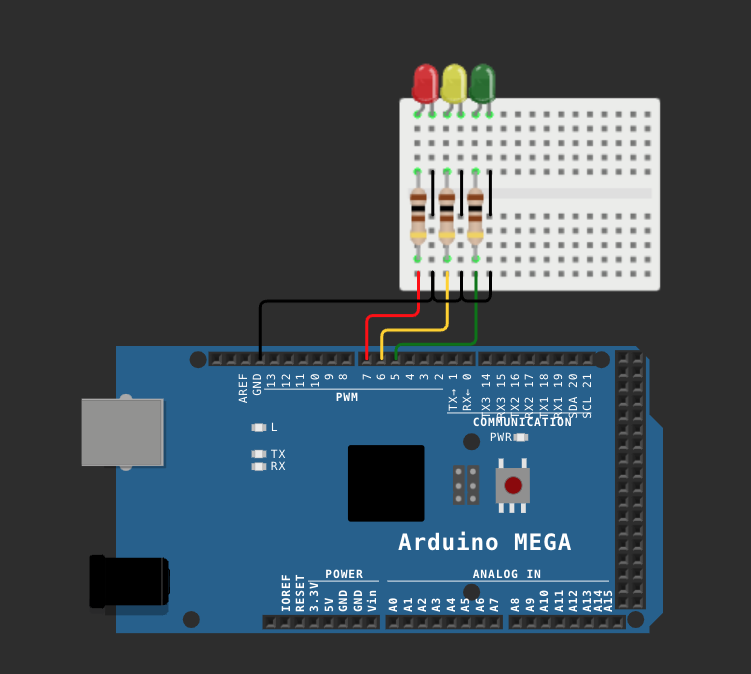 AREF
GND
13
12
11
10
9
8
7
6
5
4
3
2
TX→ 1
RX← 0
TX3 14
RX3 15
TX2 16
RX2 17
TX1 18
RX1 19
SDA 20
SCL 21
PWM
COMMUNICATION
L
PWR
TX
RX
Arduino MEGA
POWER
ANALOG IN
IOREF
RESET
3.3V
5V
GND
GND
Vin
A0
A1
A2
A3
A4
A5
A6
A7
A8
A9
A10
A11
A12
A13
A14
A15